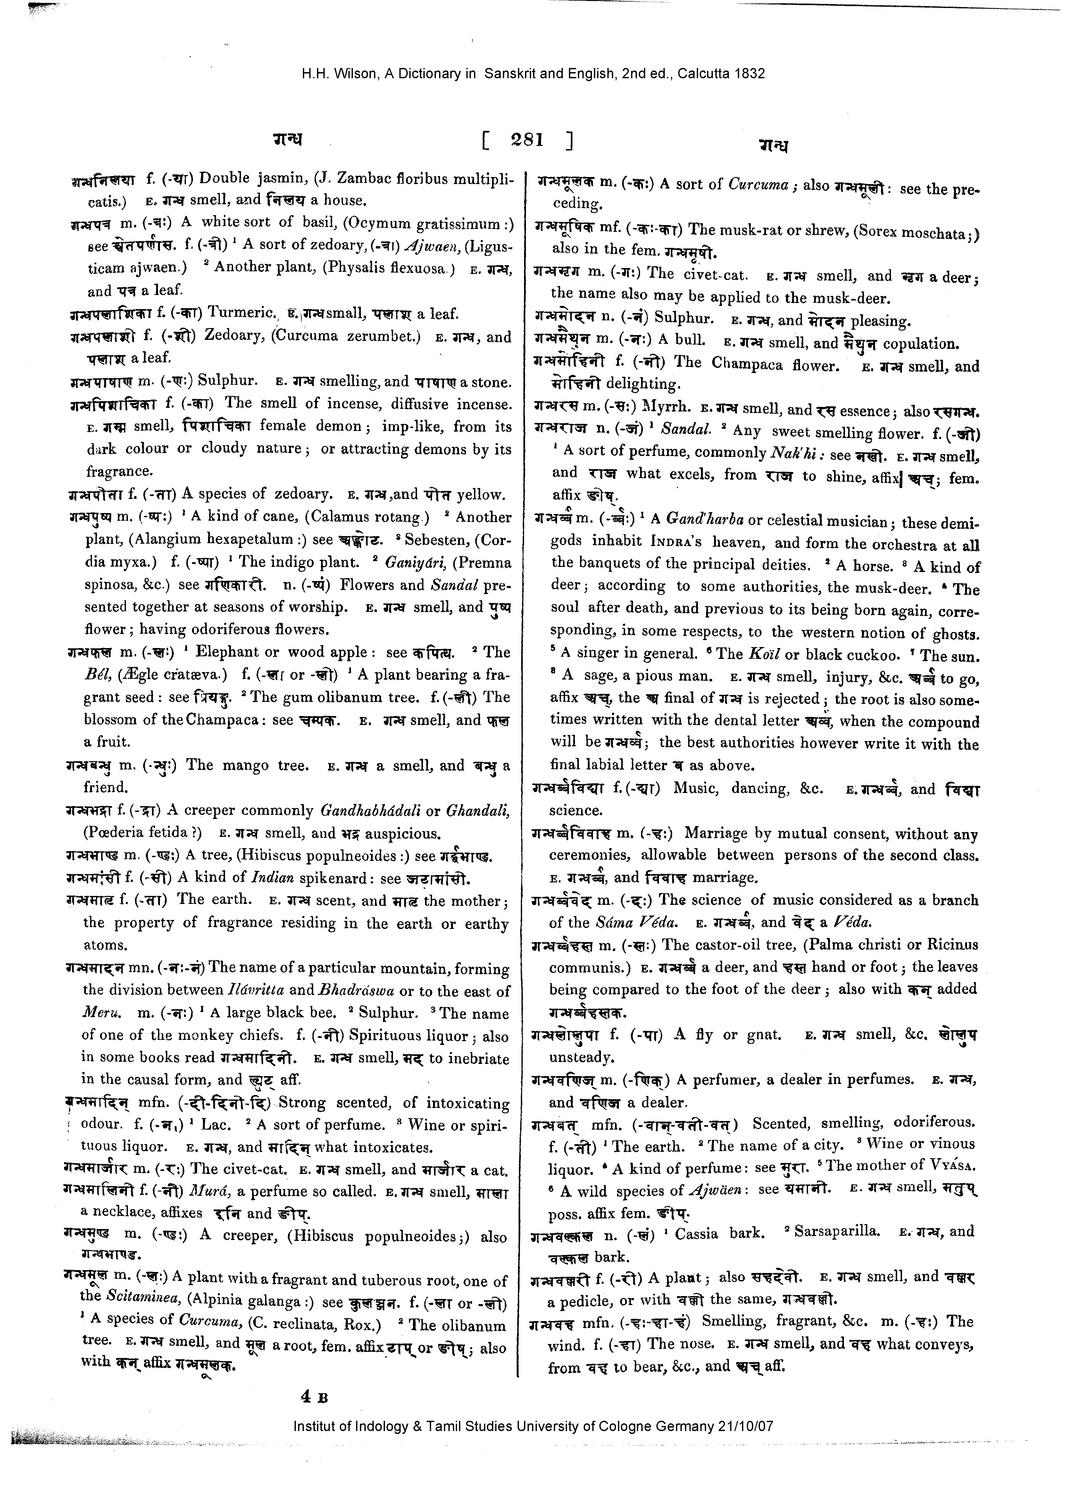 H.H. Wilson, A Dictionary in Sanskrit and English, 2nd ed., Calcutta 1832
गन्ध [ 281 ] गन्ध
गन्धनिलया f. (-या) Double jasmin, (J. Zambac floribus multipli-
catis.) E. गन्ध smell, and निलय a house.
गन्धपत्र m. (-त्रः) A white sort of basil, (Ocymum gratissimum :)
see श्वेतपर्णास. f. (-त्री) ¹ A sort of zedoary, (-त्रा) Ajwaen, (Ligus-
ticam ajwaen.) ² Another plant, (Physalis flexuosa.) E. गन्ध,
and पत्र a leaf.
गन्धपलाशिका f. (-का) Turmeric. E. गन्ध small, पलाश a leaf.
गन्धपलाशी f. (-शी) Zedoary, (Curcuma zerumbet.) E. गन्ध, and
पलाश a leaf.
गन्धपाषाण m. (-णः) Sulphur. E. गन्ध smelling, and पाषाण a stone.
गन्धपिशाचिका f. (-का) The smell of incense, diffusive incense.
E. गन्ध smell, पिशाचिका female demon ; imp-like, from its
dark colour or cloudy nature ; or attracting demons by its
fragrance.
गन्धपीता f. (-ता) A species of zedoary. E. गन्ध, and पीत yellow.
गन्धपुष्प m. (-ष्पः) ¹ A kind of cane, (Calamus rotang.) ² Another
plant, (Alangium hexapetalum :) see अङ्कोट. ³ Sebesten, (Cor-
dia myxa.) f. (-ष्पा) ¹ The indigo plant. ² Ganiyári, (Premna
spinosa, &c.) see गणिकारी. n. (-ष्पं) Flowers and Sandal pre-
sented together at seasons of worship. E. गन्ध smell, and पुष्प
flower ; having odoriferous flowers.
गन्धफल m. (-लः) ¹ Elephant or wood apple : see कपित्थ. ² The
Bél, (Ægle cratæva.) f. (-ला or -ली) ¹ A plant bearing a fra-
grant seed : see प्रियङ्गु. ² The gum olibanum tree. f. (-ली) The
blossom of the Champaca : see चम्पक. E. गन्ध smell, and फल
a fruit.
गन्धबन्धु m. (-न्धुः) The mango tree. E. गन्ध a smell, and बन्धु a
friend.
गन्धभद्रा f. (-द्रा) A creeper commonly Gandhabhádali or Ghandali,
(Pœderia fetida ?) E. गन्ध smell, and भद्र auspicious.
गन्धभाण्ड m. (-ण्डः) A tree, (Hibiscus populneoides :) see गर्द्दभाण्ड.
गन्धमांसी f. (-सी) A kind of Indian spikenard : see जटामांसी.
गन्धमातृ f. (-ता) The earth. E. गन्ध scent, and मातृ the mother ;
the property of fragrance residing in the earth or earthy
atoms.
गन्धमादन mn. (-नः-नं) The name of a particular mountain, forming
the division between Ilávritta and Bhadráswa or to the east of
Meru. m. (-नः) ¹ A large black bee. ² Sulphur. ³ The name
of one of the monkey chiefs. f. (-नी) Spirituous liquor ; also
in some books read गन्धमादिनी. E. गन्ध smell, मद् to inebriate
in the causal form, and ल्युट् aff.
गन्धमादिन् mfn. (-दी-दिनी-दि) Strong scented, of intoxicating
odour. f. (-न.) ¹ Lac. ² A sort of perfume. ³ Wine or spiri-
tuous liquor. E. गन्ध, and मादिन् what intoxicates.
गन्धमार्जार m. (-रः) The civet-cat. E. गन्ध smell, and मार्जार a cat.
गन्धमालिनी f. (-नी) Murá, a perfume so called. E. गन्ध smell, माला
a necklace, affixes इनि and ङीप्.
गन्धमुण्ड m. (-ण्डः) A creeper, (Hibiscus populneoides ;) also
गन्धभाण्ड.
गन्धमूल m. (-लः) A plant with a fragrant and tuberous root, one of
the Scitamineæ, (Alpinia galanga :) see कुलञ्जन. f. (-ला or -ली)
¹ A species of Curcuma, (C. reclinata, Rox.) ² The olibanum
tree. E. गन्ध smell, and मूल a root, fem. affix टाप् or ङीष् ; also
with कन् affix गन्धमूलक.
4 B
गन्धमूलक m. (-कः) A sort of Curcuma ; also गन्धमूली : see the pre-
ceding.
गन्धमूषिक mf. (-कः-का) The musk-rat or shrew, (Sorex moschata ;)
also in the fem. गन्धमूषी.
गन्धमृग m. (-गः) The civet-cat. E. गन्ध smell, and मृग a deer ;
the name also may be applied to the musk-deer.
गन्धमोदन n. (-नं) Sulphur. E. गन्ध, and मोदन pleasing.
गन्धमैथुन m. (-नः) A bull. E. गन्ध smell, and मैथुन copulation.
गन्धमोहिनी f. (-नी) The Champaca flower. E. गन्ध smell, and
मोहिनी delighting.
गन्धरस m. (-सः) Myrrh. E. गन्ध smell, and रस essence ; also रसगन्ध.
गन्धराज n. (-जं) ¹ Sandal. ² Any sweet smelling flower. f. (-जी)
¹ A sort of perfume, commonly Nak'hi : see नखी. E. गन्ध smell,
and राज what excels, from राज to shine, affix अच् ; fem.
affix ङीष्.
गन्धर्ब्ब m. (-र्ब्बः) ¹ A Gand'harba or celestial musician ; these demi-
gods inhabit INDRA's heaven, and form the orchestra at all
the banquets of the principal deities. ² A horse. ³ A kind of
deer ; according to some authorities, the musk-deer. ⁴ The
soul after death, and previous to its being born again, corre-
sponding, in some respects, to the western notion of ghosts.
⁵ A singer in general. ⁶ The Koïl or black cuckoo. ⁷ The sun.
⁸ A sage, a pious man. E. गन्ध smell, injury, &c. अर्ब्ब to go,
affix अच्, the अ final of गन्ध is rejected ; the root is also some-
times written with the dental letter अर्व्व, when the compound
will be गन्धर्व्व ; the best authorities however write it with the
final labial letter ब as above.
गन्धर्ब्बविद्या f. (-द्या) Music, dancing, &c. E. गन्धर्ब्ब, and विद्या
science.
गन्धर्ब्बविवाह m. (-हः) Marriage by mutual consent, without any
ceremonies, allowable between persons of the second class.
E. गन्धर्ब्ब, and विवाह marriage.
गन्धर्ब्बवेद m. (-दः) The science of music considered as a branch
of the Sáma Véda. E. गन्धर्ब्ब, and वेद a Véda.
गन्धर्ब्बहस्त m. (-स्तः) The castor-oil tree, (Palma christi or Ricinus
communis.) E. गन्धर्ब्ब a deer, and हस्त hand or foot ; the leaves
being compared to the foot of the deer ; also with कन् added
गन्धर्ब्बहस्तक.
गन्धलोलुपा f. (-पा) A fly or gnat. E. गन्ध smell, &c. लोलुप
unsteady.
गन्धवणिज् m. (-णिक्) A perfumer, a dealer in perfumes. E. गन्ध,
and वणिज a dealer.
गन्धवत् mfn. (-वान्-वती-वत्) Scented, smelling, odoriferous.
f. (-ती) ¹ The earth. ² The name of a city. ³ Wine or vinous
liquor. ⁴ A kind of perfume : see मुरा. ⁵ The mother of VYÁSA.
⁶ A wild species of Ajwäen : see यमानी. E. गन्ध smell, मतुप्
poss. affix fem. ङीप्.
गन्धवल्कल n. (-लं) ¹ Cassia bark. ² Sarsaparilla. E. गन्ध, and
वल्कल bark.
गन्धवल्लरी f. (-री) A plant ; also सहदेवी. E. गन्ध smell, and वल्लर
a pedicle, or with वल्ली the same, गन्धवल्ली.
गन्धवह mfn. (-हः-हा-हं) Smelling, fragrant, &c. m. (-हः) The
wind. f. (-हा) The nose. E. गन्ध smell, and वह what conveys,
from वह to bear, &c., and अच् aff.
Institut of Indology & Tamil Studies University of Cologne Germany 21/10/07